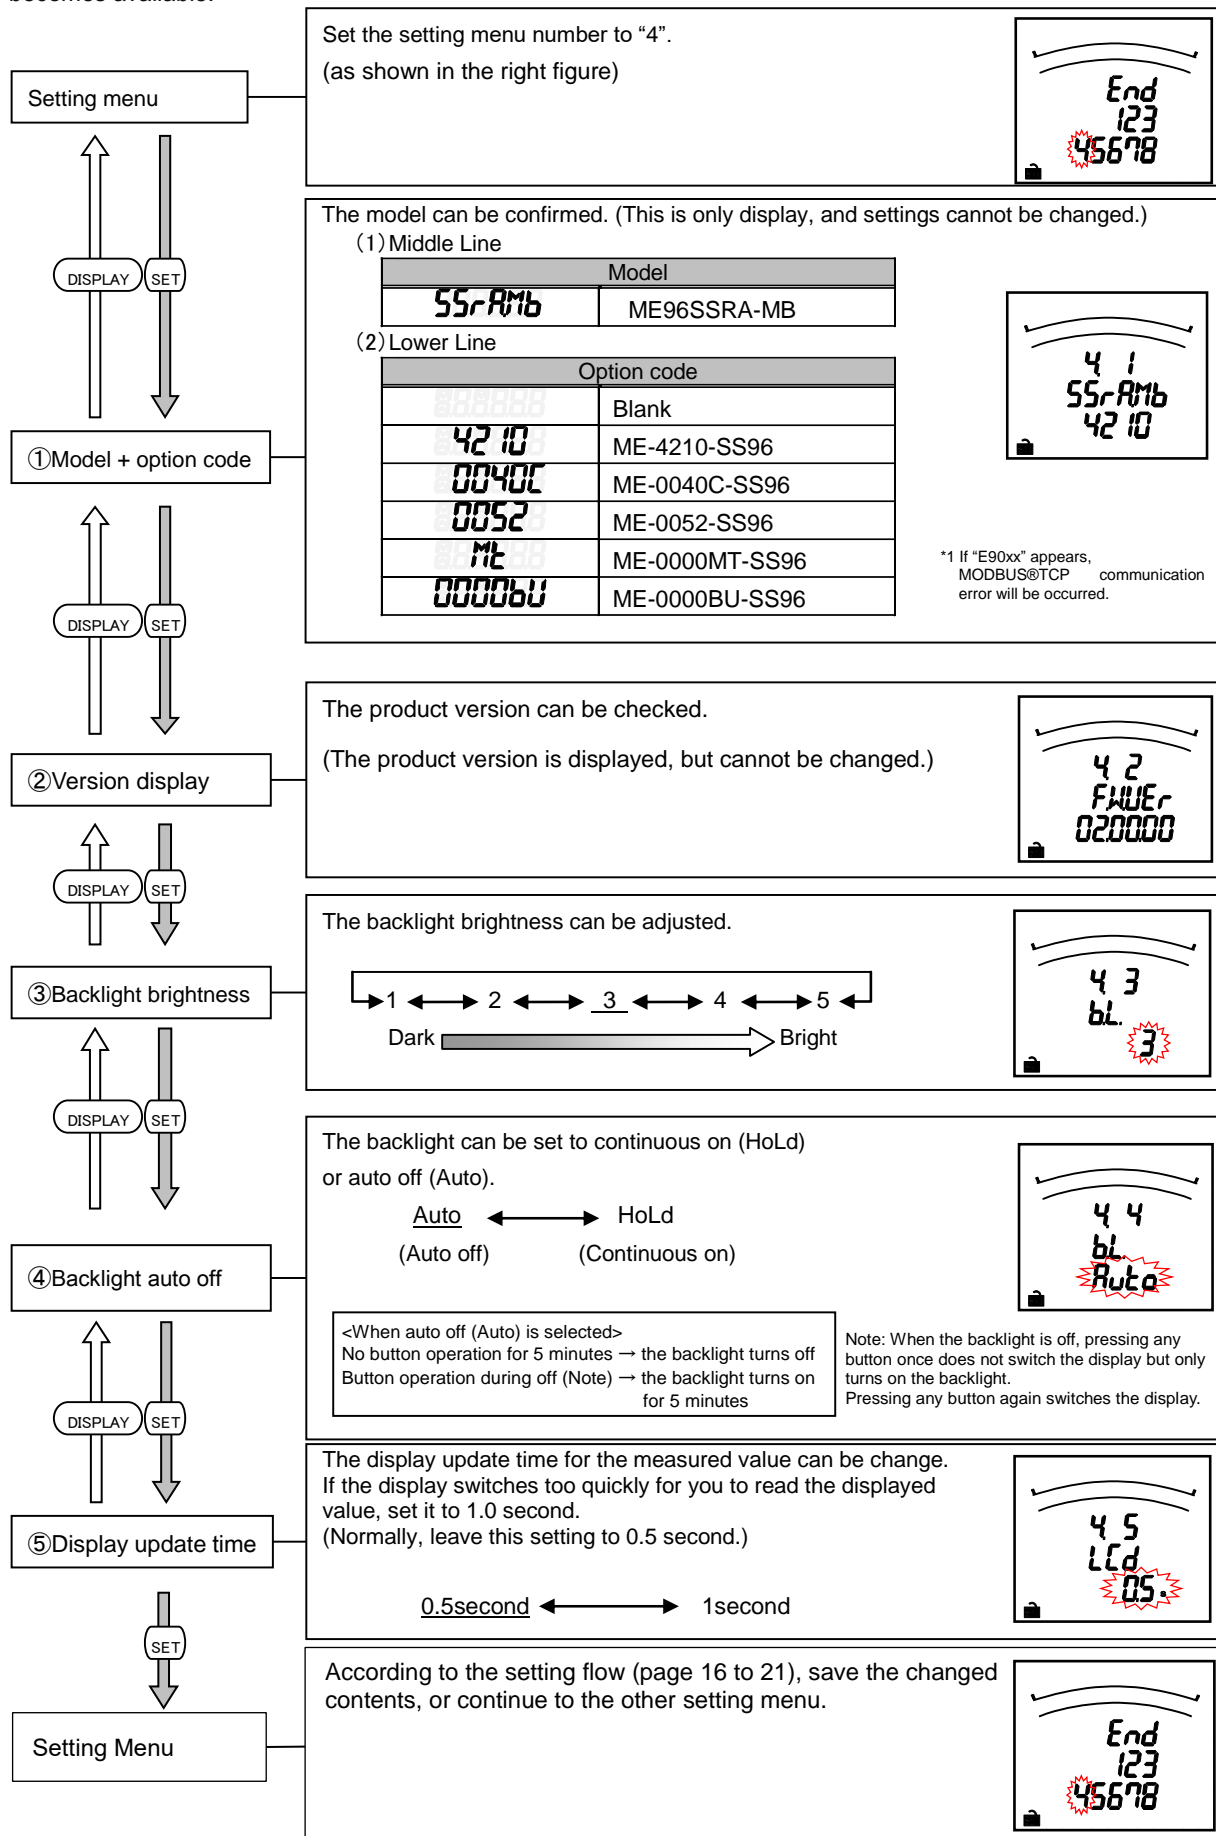 Set the setting menu number to “4”.
(as shown in the right figure)
Setting menu
End
123
45678
DISPLAY
SET
The model can be confirmed. (This is only display, and settings cannot be changed.)
(1)Middle Line
Model
SSrA.Mb ME96SSRA-MB
(2)Lower Line
Option code
Blank
4210 ME-4210-SS96
0040C ME-0040C-SS96
0052 ME-0052-SS96
Mt ME-0000MT-SS96
0000bU ME-0000BU-SS96
4. 1
SSrA.Mb
4210
*1 If “E90xx” appears,
MODBUS®TCP communication
error will be occurred.
①Model + option code
DISPLAY
SET
The product version can be checked.
(The product version is displayed, but cannot be changed.)
②Version display
4. 2
F.W.VEr
02.00.00
DISPLAY
SET
The backlight brightness can be adjusted.
③Backlight brightness
1 2 3 4 5
Dark Bright
4. 3
b.L.
3
DISPLAY
SET
The backlight can be set to continuous on (HoLd)
or auto off (Auto).
Auto HoLd
(Auto off) (Continuous on)
④Backlight auto off
4. 4
b.L.
Auto
<When auto off (Auto) is selected>
No button operation for 5 minutes → the backlight turns off
Button operation during off (Note) → the backlight turns on
for 5 minutes
Note: When the backlight is off, pressing any
button once does not switch the display but only
turns on the backlight.
Pressing any button again switches the display.
DISPLAY
SET
The display update time for the measured value can be change.
If the display switches too quickly for you to read the displayed
value, set it to 1.0 second.
(Normally, leave this setting to 0.5 second.)
⑤Display update time
0.5second 1second
4. 5
LCd
0.5
SET
According to the setting flow (page 16 to 21), save the changed
contents, or continue to the other setting menu.
Setting Menu
End
123
45678